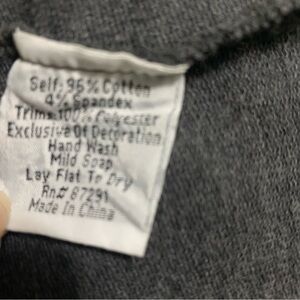 Self: 96% Cotton
4% Spandex
Trim: 100% Polyester
Exclusive Of Decoration
Hand Wash
Mild Soap
Lay Flat To Dry
Rn# 87291
Made In China